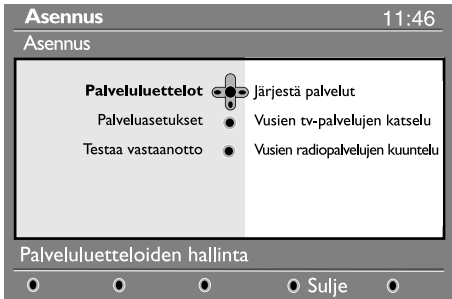 Asennus 11:46
Asennus
Palveluluettelot Järjestä palvelut
Palveluasetukset Vusien tv-palvelujen katselu
Testaa vastaanotto Vusien radiopalvelujen kuuntelu
Palveluluetteloiden hallinta
Sulje